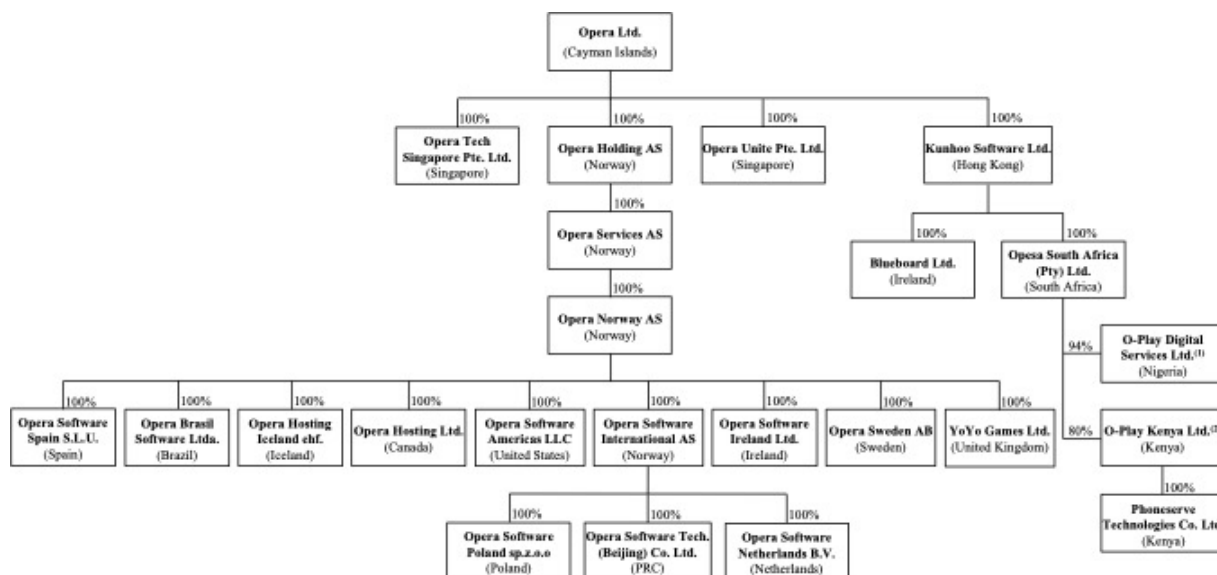 Opera Ltd.
(Cayman Islands)
100%
100%
100%
100%
Opera Tech
Singapore Pte. Ltd.
(Singapore)
Opera Holding AS
(Norway)
Opera Unite Pte. Ltd.
(Singapore)
Kunhoo Software Ltd.
(Hong Kong)
100%
Opera Services AS
(Norway)
100%
100%
Blueboard Ltd.
(Ireland)
Opesa South Africa
(Pty) Ltd.
(South Africa)
100%
Opera Norway AS
(Norway)
94%
O-Play Digital
Services Ltd.(1)
(Nigeria)
100%
100%
100%
100%
100%
100%
100%
100%
100%
Opera Software
Spain S.L.U.
(Spain)
Opera Brasil
Software Ltda.
(Brazil)
Opera Hosting
Iceland ehf.
(Iceland)
Opera Hosting Ltd.
(Canada)
Opera Software
Americas LLC
(United States)
Opera Software
International AS
(Norway)
Opera Software
Ireland Ltd.
(Ireland)
Opera Sweden AB
(Sweden)
YoYo Games Ltd.
(United Kingdom)
80%
O-Play Kenya Ltd.(2
(Kenya)
100%
Phoneserve
Technologies Co. Ltd
(Kenya)
100%
100%
100%
Opera Software
Poland sp.z.o.o
(Poland)
Opera Software Tech.
(Beijing) Co. Ltd.
(PRC)
Opera Software
Netherlands B.V.
(Netherlands)